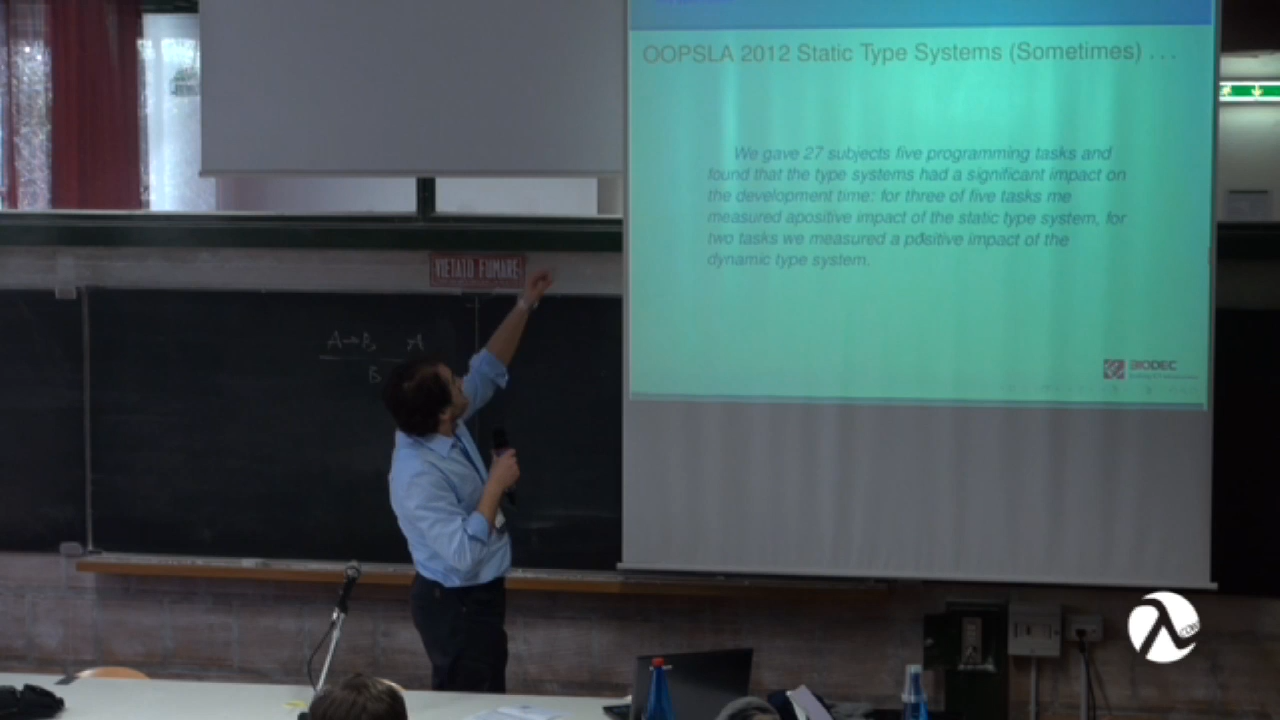 OOPSLA 2012 Static Type Systems (Sometimes) . . .
We gave 27 subjects five programming tasks and
found that the type systems had a significant impact on
the development time: for three of five tasks me
measured apositive impact of the static type system, for
two tasks we measured a positive impact of the
dynamic type system.
BIODEC
VIETATO FUMARE
A→B, A
B
λ
COM